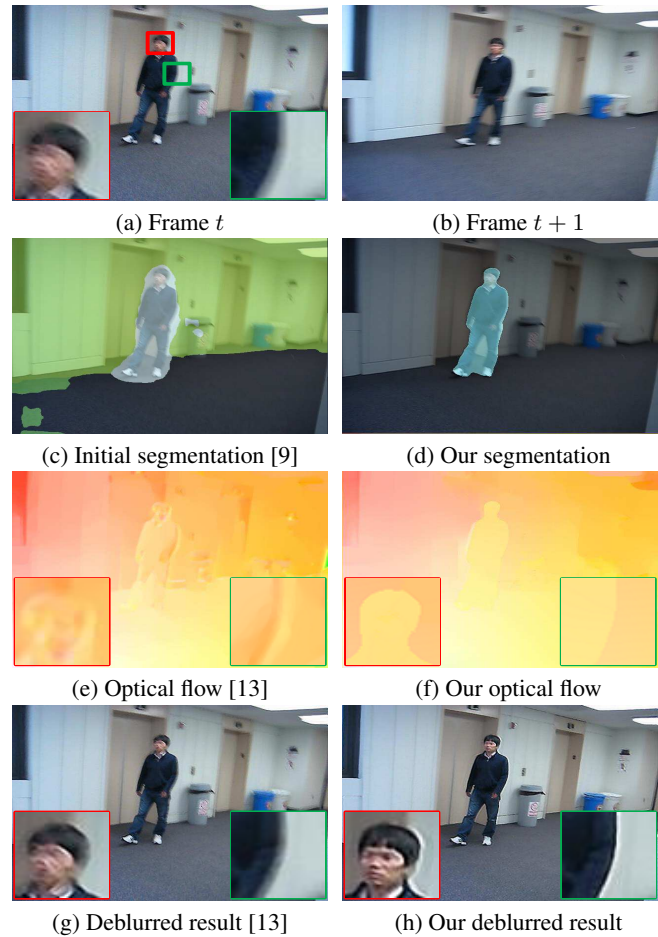 (a) Frame t
(b) Frame t + 1
(c) Initial segmentation [9]
(d) Our segmentation
(e) Optical flow [13]
(f) Our optical flow
(g) Deblurred result [13]
(h) Our deblurred result